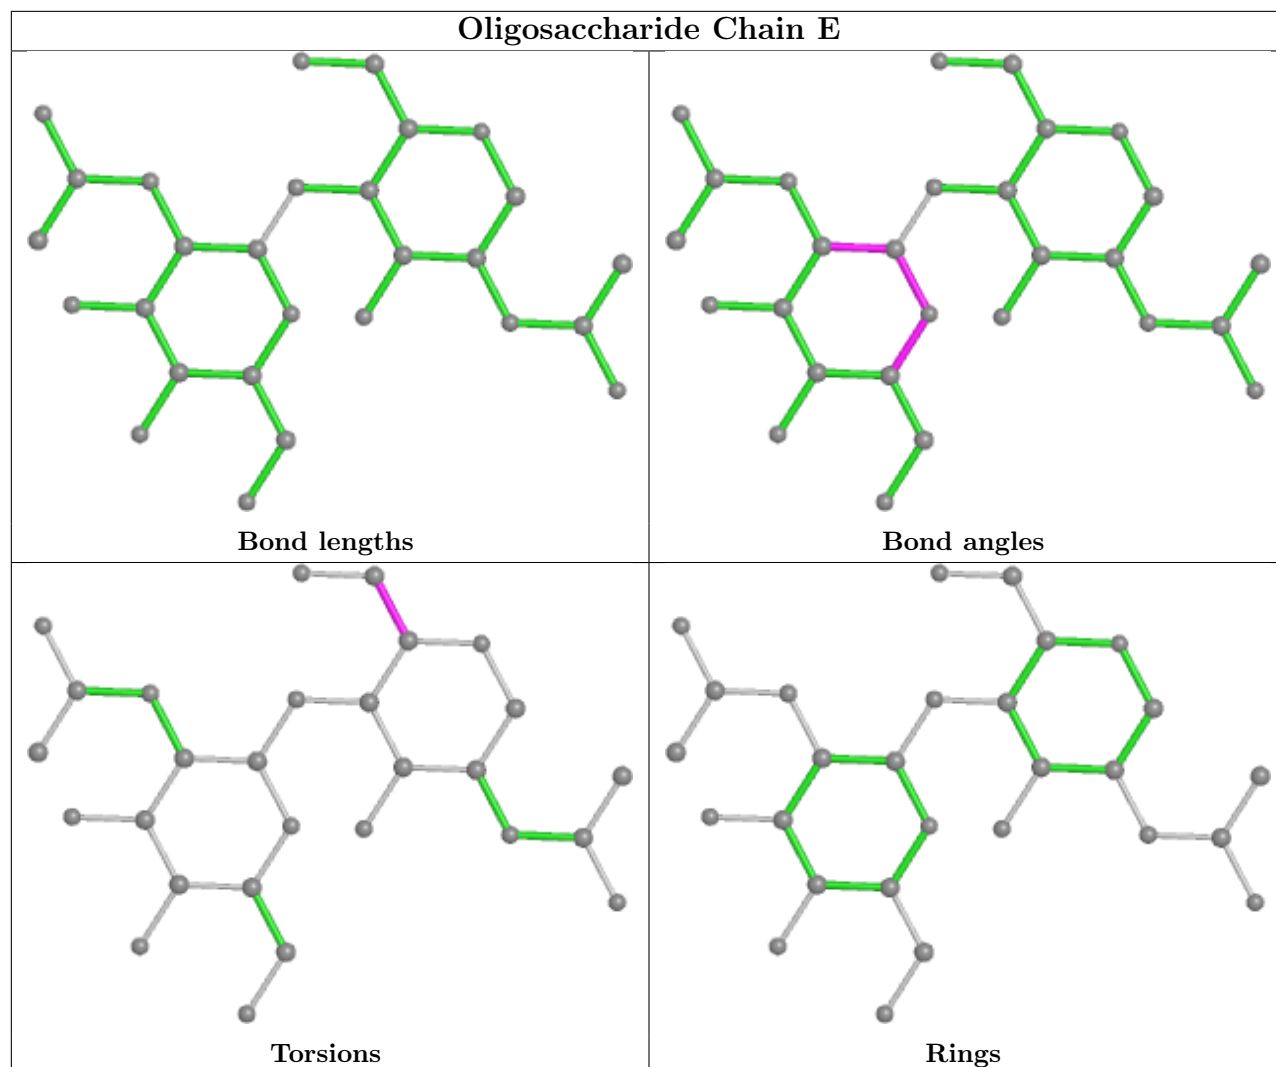 Oligosaccharide Chain E
Bond lengths
Bond angles
Torsions
Rings